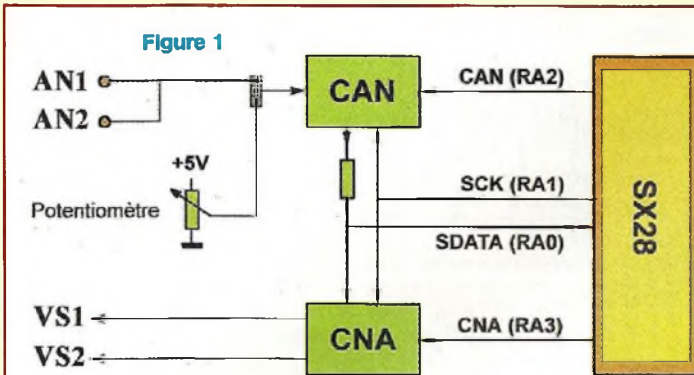 Figure 1
AN1
AN2
CAN
CAN (RA2)
+5V
Potentiomètre
SCK (RA1)
SDATA (RA0)
SX28
VS1
VS2
CNA
CNA (RA3)